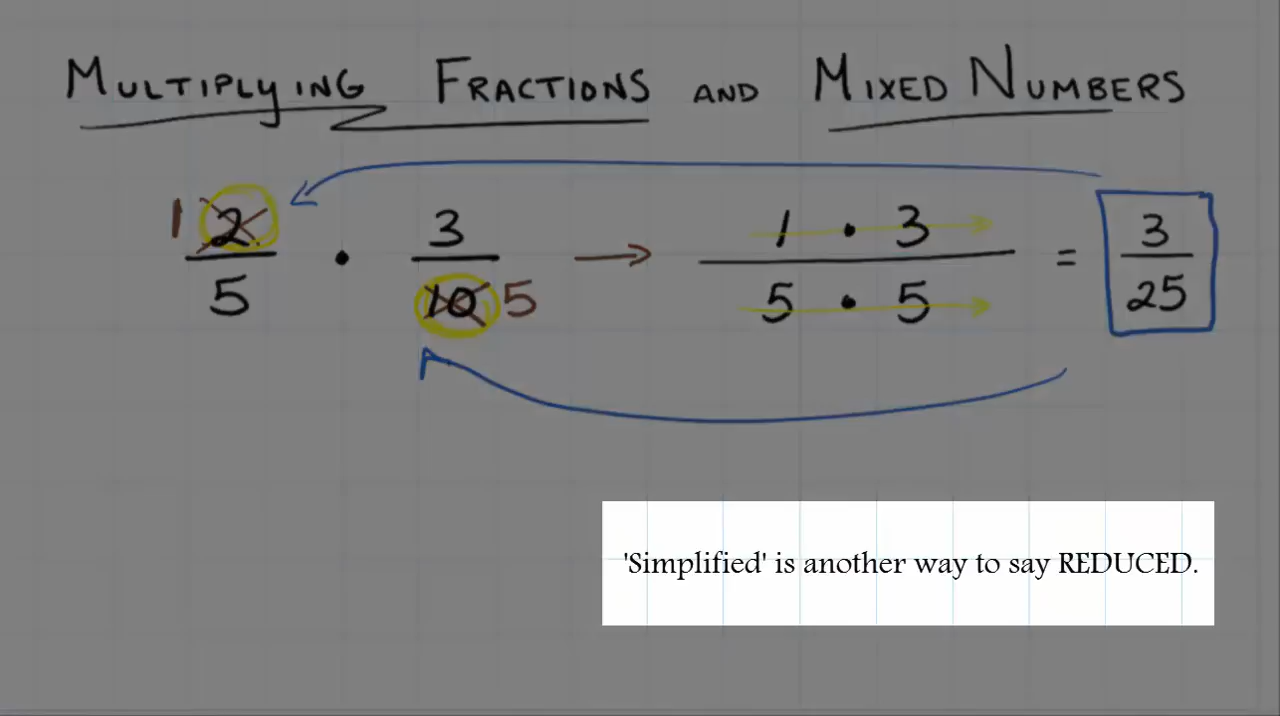 MULTIPLYING FRACTIONS AND MIXED NUMBERS
1 2/5 · 3/10 5 → 1 · 3/5 · 5 = 3/25
'Simplified' is another way to say REDUCED.